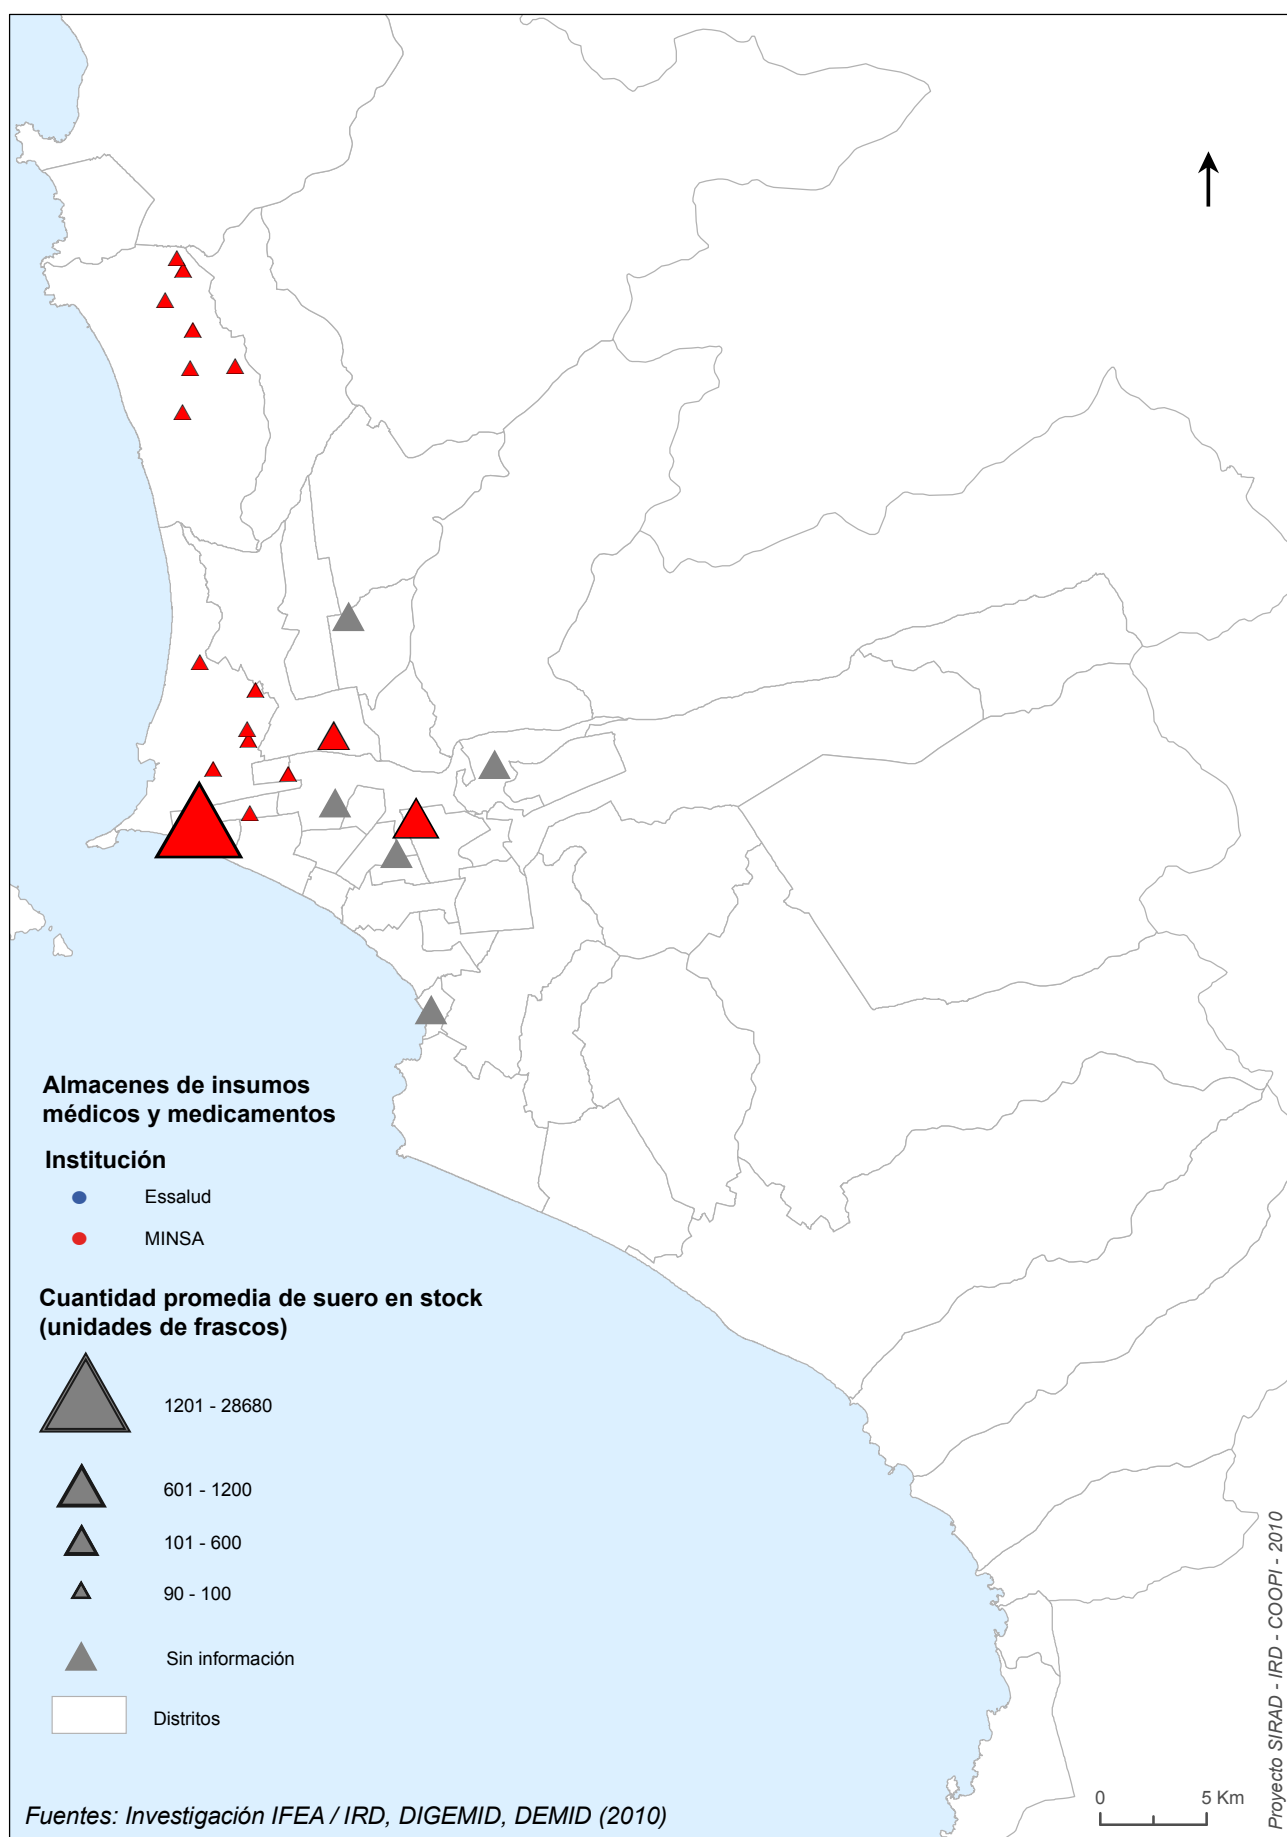 Almacenes de insumos
médicos y medicamentos
Institución
Essalud
MINSA
Cuantidad promedia de suero en stock
(unidades de frascos)
1201 - 28680
601 - 1200
101 - 600
90 - 100
Sin información
Distritos
Fuentes: Investigación IFEA / IRD, DIGEMID, DEMID (2010)
0 5 Km
Proyecto SIRAD - IRD - COOPI - 2010